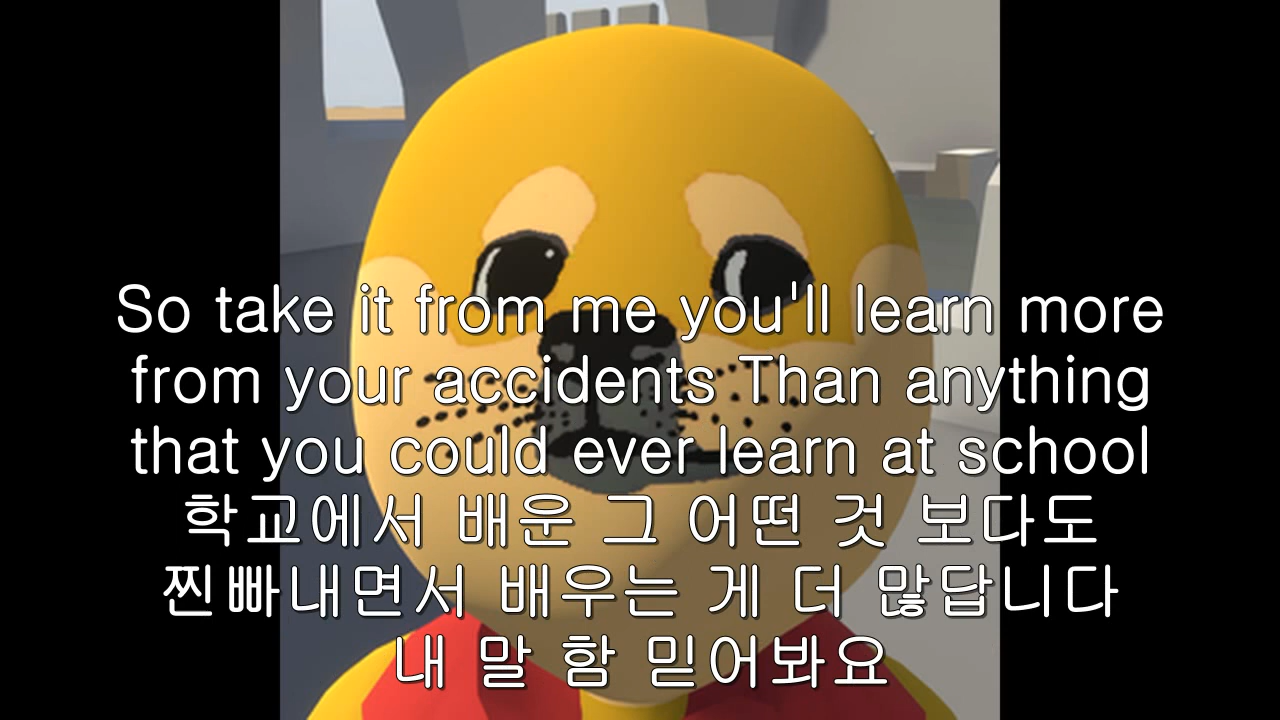 So take it from me you'll learn more
from your accidents Than anything
that you could ever learn at school
학교에서 배운 그 어떤 것 보다도
찐빠내면서 배우는 게 더 많답니다
내 말 함 믿어봐요